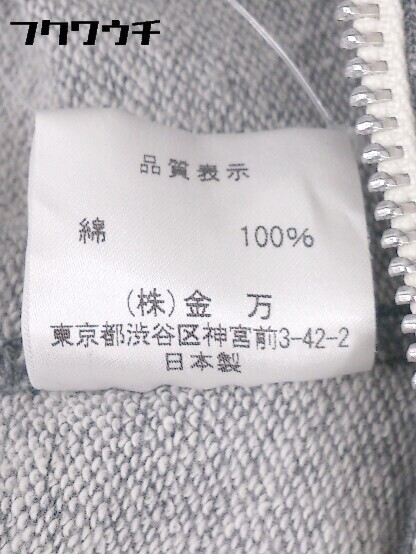 フクワウチ
品質表示
綿 100%
(株)金 万
東京都渋谷区神宮前3-42-2
日本製